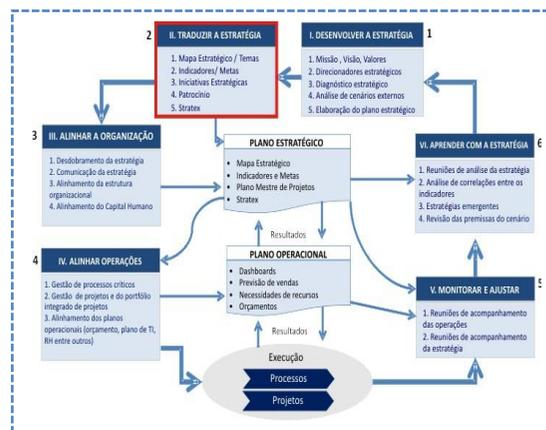 2
II. TRADUZIR A ESTRATÉGIA
1. Mapa Estratégico / Temas
2. Indicadores/ Metas
3. Iniciativas Estratégicas
4. Patrocínio
5. Stratex
1
I. DESENVOLVER A ESTRATÉGIA
1. Missão , Visão, Valores
2. Direcionadores estratégicos
3. Diagnóstico estratégico
4. Análise de cenários externos
5. Elaboração do plano estratégico
3
III. ALINHAR A ORGANIZAÇÃO
1. Desdobramento da estratégia
2. Comunicação da estratégia
3. Alinhamento da estrutura
organizacional
4. Alinhamento do Capital Humano
PLANO ESTRATÉGICO
• Mapa Estratégico
• Indicadores e Metas
• Plano Mestre de Projetos
• Stratex
6
VI. APRENDER COM A ESTRATÉGIA
1. Reuniões de análise da estratégia
2. Análise de correlações entre os
indicadores
3. Estratégias emergentes
4. Revisão das premissas do cenário
Resultados
4
IV. ALINHAR OPERAÇÕES
1. Gestão de processos críticos
2. Gestão de projetos e do portfólio
integrado de projetos
3. Alinhamento dos planos
operacionais (orçamento, plano de TI,
RH entre outros)
PLANO OPERACIONAL
• Dashboards
• Previsão de vendas
• Necessidades de recursos
• Orçamentos
5
V. MONITORAR E AJUSTAR
1. Reuniões de acompanhamento
das operações
2. Reuniões de acompanhamento
da estratégia
Resultados
Execução
Processos
Projetos